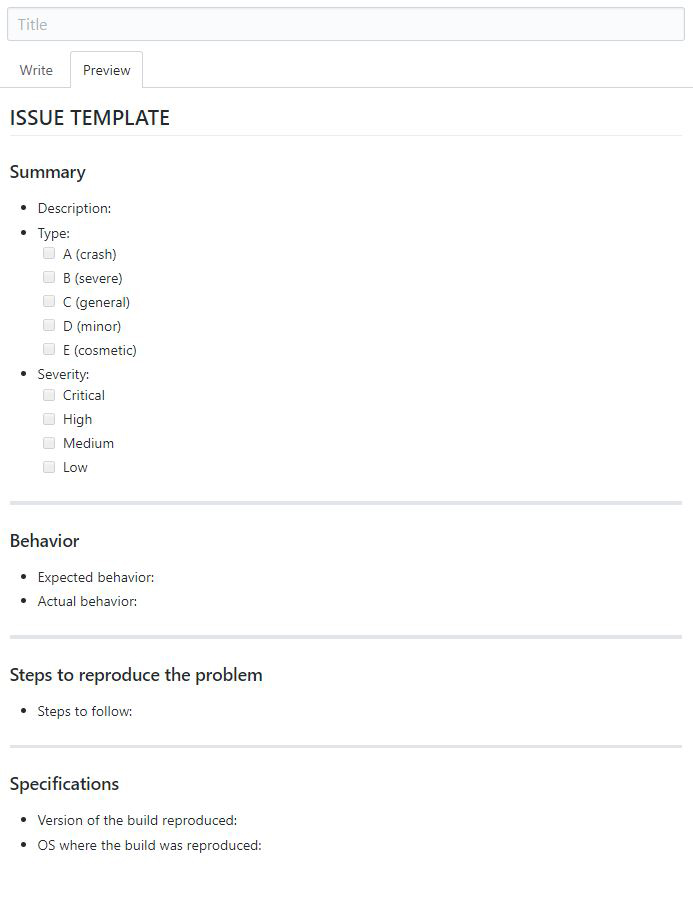 Title
Write Preview
ISSUE TEMPLATE
Summary
Description:
Type:
A (crash)
B (severe)
C (general)
D (minor)
E (cosmetic)
Severity:
Critical
High
Medium
Low
Behavior
Expected behavior:
Actual behavior:
Steps to reproduce the problem
Steps to follow:
Specifications
Version of the build reproduced:
OS where the build was reproduced: